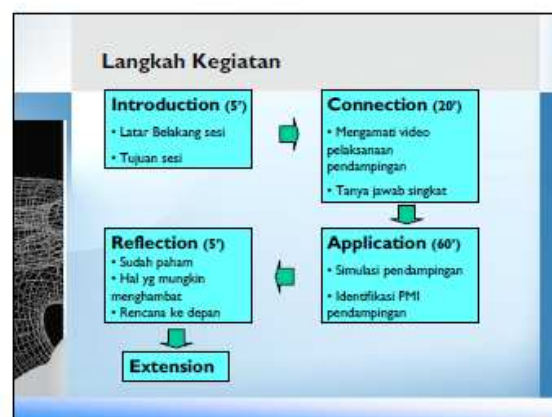 Langkah Kegiatan
Introduction (5')
• Latar Belakang sesi
• Tujuan sesi
Connection (20')
• Mengamati video
pelaksanaan
pendampingan
• Tanya jawab singkat
Application (60')
• Simulasi pendampingan
• Identifikasi PMI
pendampingan
Reflection (5')
• Sudah paham
• Hal yg mungkin
menghambat
• Rencana ke depan
Extension